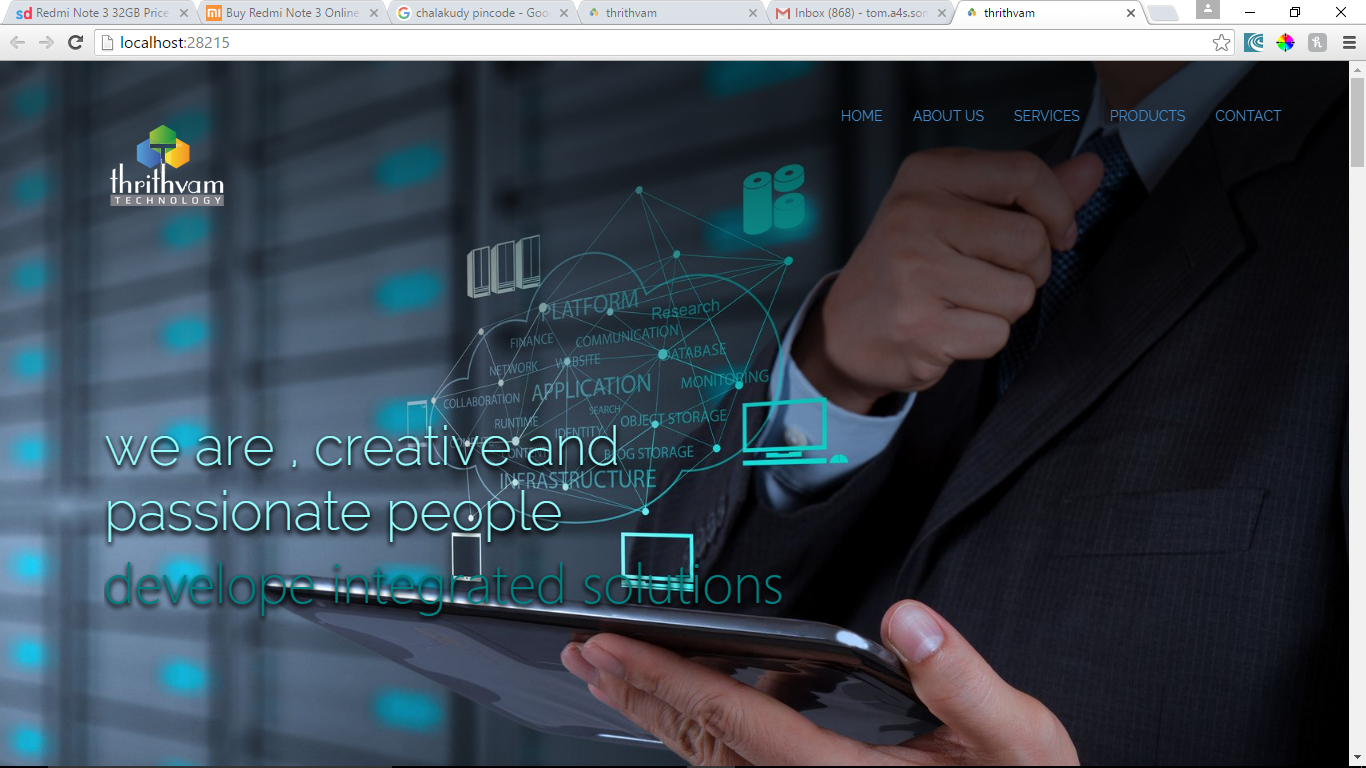 Redmi Note 3 32GB Price
Buy Redmi Note 3 Online
chalakudy pincode - Goo
thrithvam
Inbox (868) - tom.a4s.son
thrithvam
localhost:28215
HOME ABOUT US SERVICES PRODUCTS CONTACT
thrithvam
TECHNOLOGY
PLATFORM
Research
FINANCE
COMMUNICATION
NETWORK
WEBSITE
DATABASE
APPLICATION
MONITORING
COLLABORATION
SEARCH
RUNTIME
OBJECT STORAGE
IDENTITY
BLOG STORAGE
INFRASTRUCTURE
we are , creative and
passionate people
develope integrated solutions